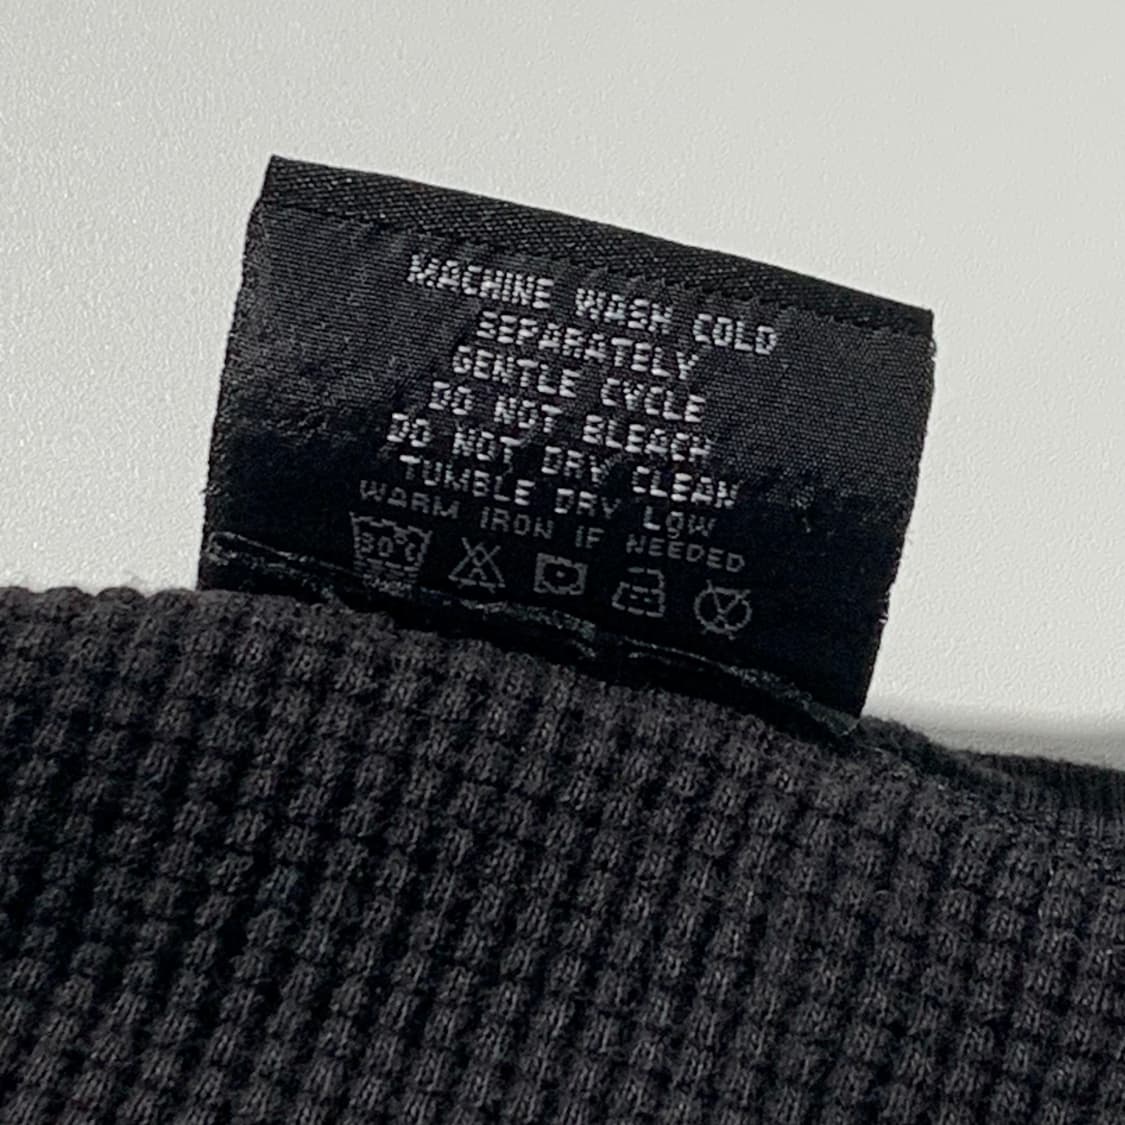 MACHINE WASH COLD
SEPARATELY
GENTLE CYCLE
DO NOT BLEACH
DO NOT DRY CLEAN
TUMBLE DRY LOW
WARM IRON IF NEEDED
30°C